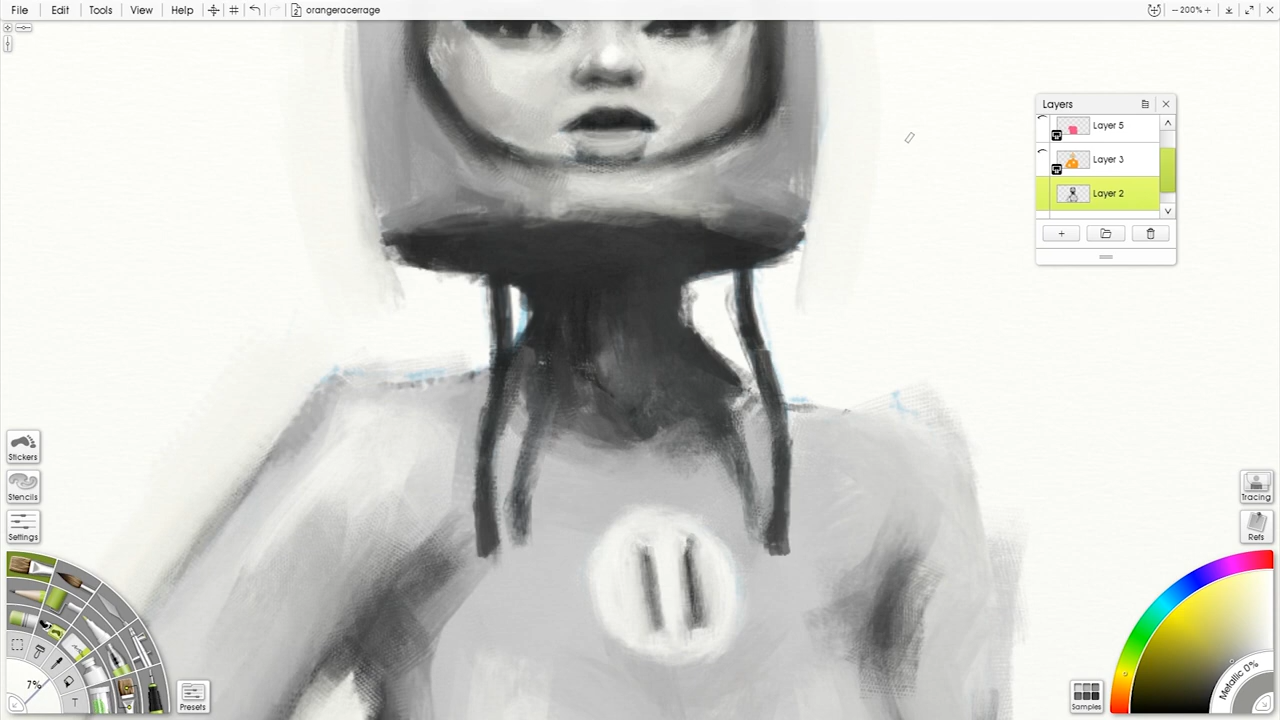 File Edit Tools View Help 2 orangeracerrage − 200% +
Layers
Layer 5
Layer 3
Layer 2
Stickers
Stencils
Settings
Tracing
Refs
7%
T
Presets
Samples
Metallic 0%